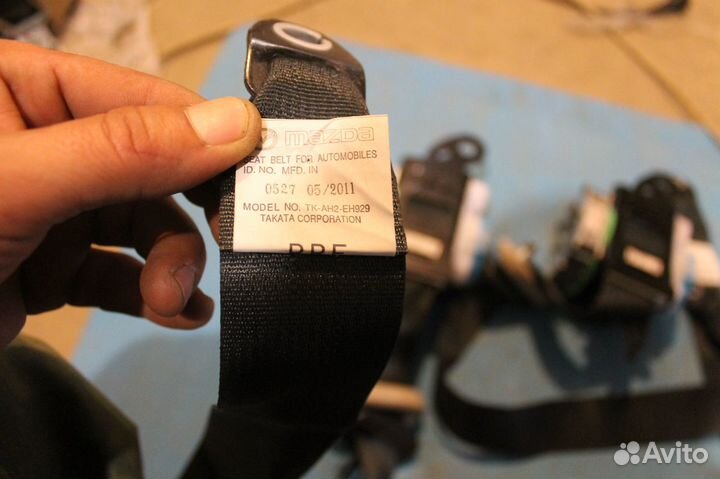 C
mazda
SEAT BELT FOR AUTOMOBILES
ID. NO. MFD. IN
0527 05/2011
MODEL NO. TK-AH2-EH929
TAKATA CORPORATION
Avito